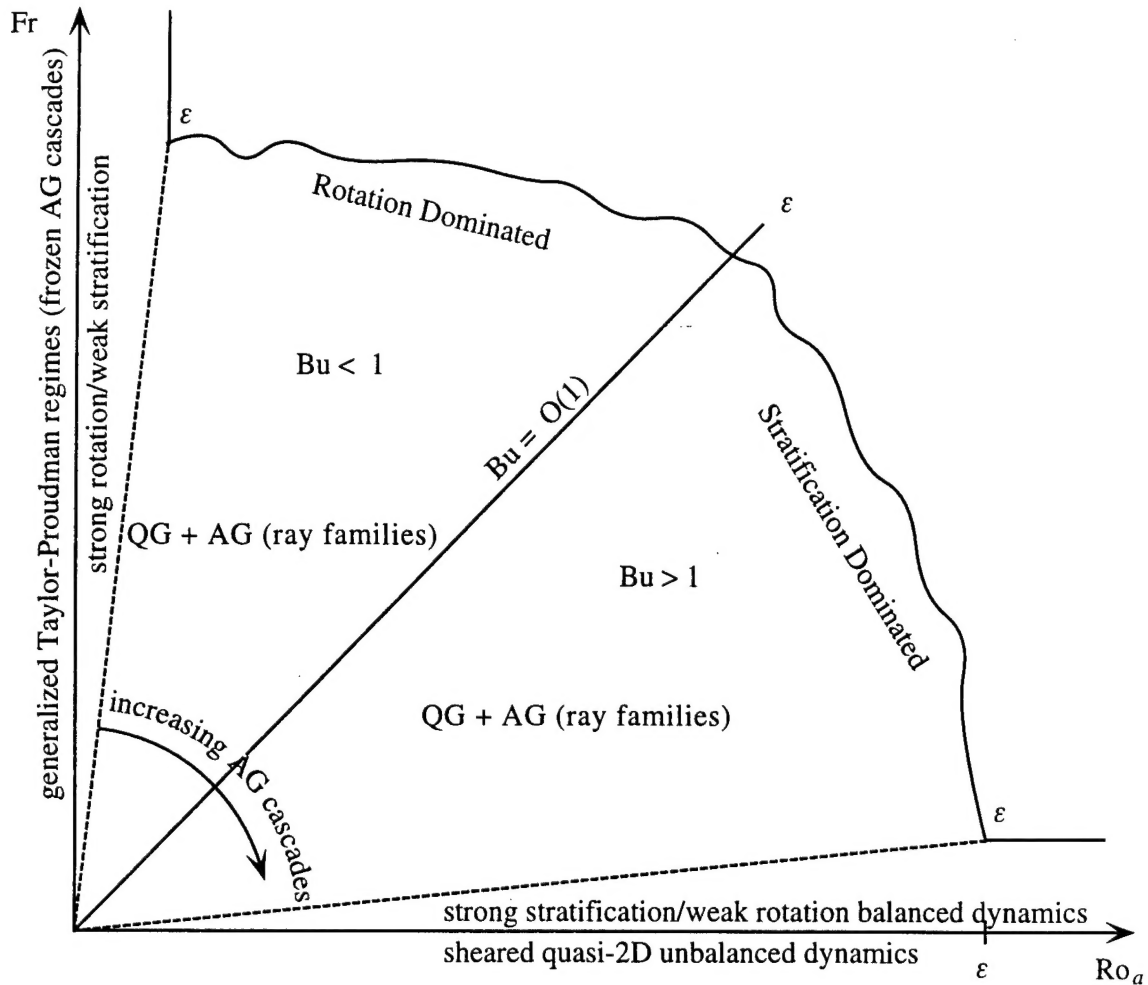 Fr
generalized Taylor-Proudman regimes (frozen AG cascades)
strong rotation/weak stratification
ε
Rotation Dominated
ε
Bu < 1
Bu = O(1)
Stratification Dominated
QG + AG (ray families)
Bu > 1
increasing AG cascades
QG + AG (ray families)
ε
strong stratification/weak rotation balanced dynamics
sheared quasi-2D unbalanced dynamics
ε
Ro_a